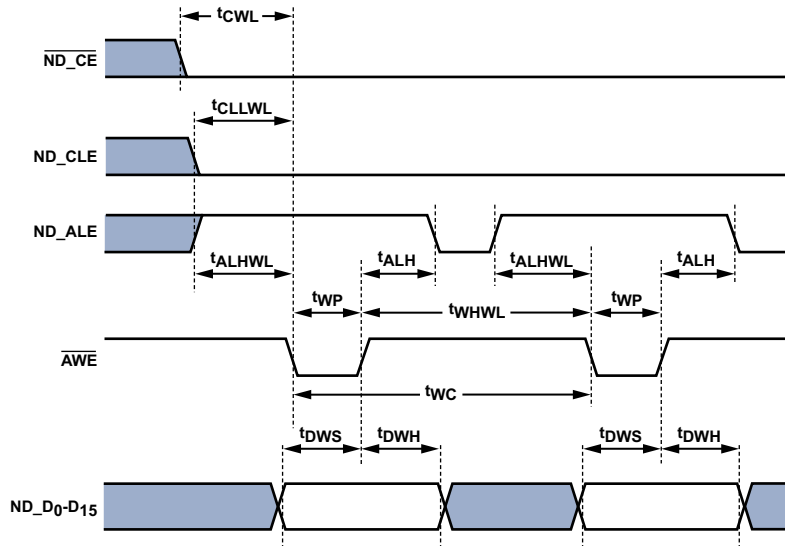 tCWL
ND_CE
tCLLWL
ND_CLE
ND_ALE
tALHWL tALH tALHWL tALH
tWP tWHWL tWP
AWE
tWC
tDWS tDWH tDWS tDWH
ND_D0-D15